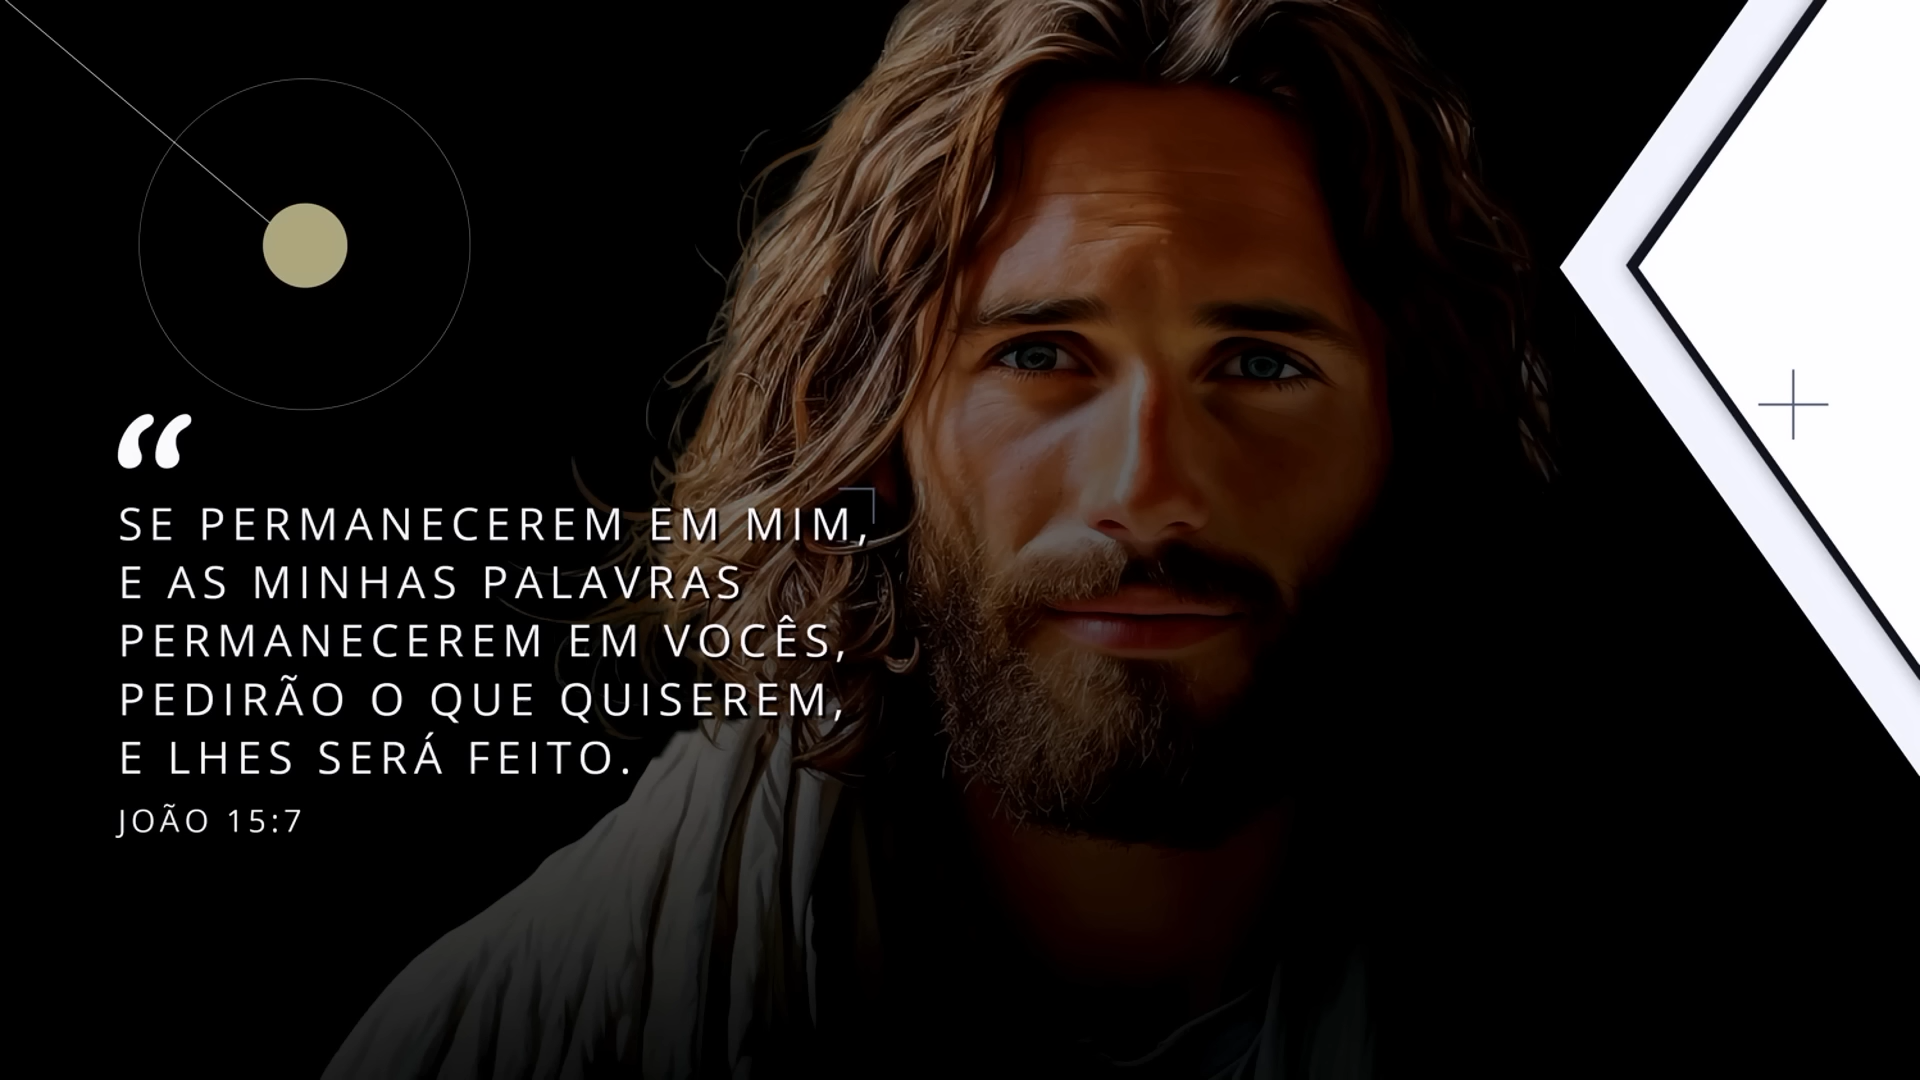 “
SE PERMANECEREM EM MIM,
E AS MINHAS PALAVRAS
PERMANECEREM EM VOCÊS,
PEDIRÃO O QUE QUISEREM,
E LHES SERÁ FEITO.
JOÃO 15:7